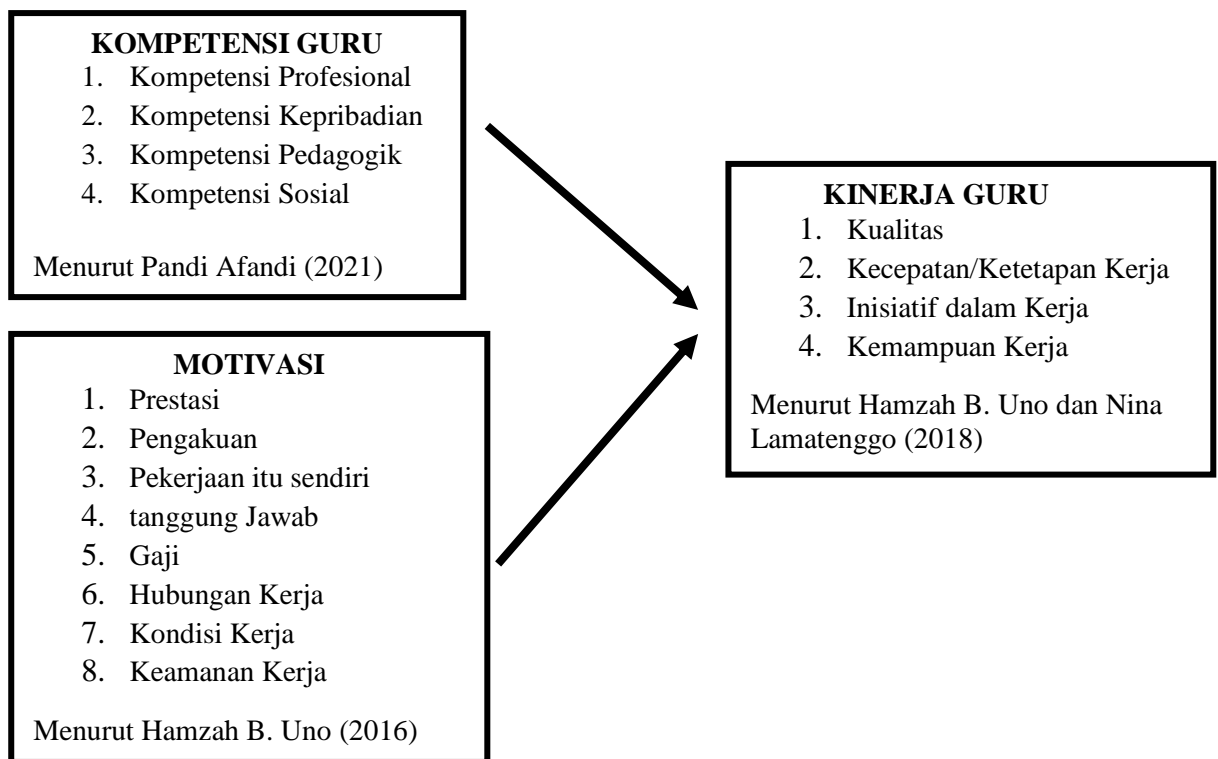 KOMPETENSI GURU
1. Kompetensi Profesional
2. Kompetensi Kepribadian
3. Kompetensi Pedagogik
4. Kompetensi Sosial
Menurut Pandi Afandi (2021)
MOTIVASI
1. Prestasi
2. Pengakuan
3. Pekerjaan itu sendiri
4. tanggung Jawab
5. Gaji
6. Hubungan Kerja
7. Kondisi Kerja
8. Keamanan Kerja
Menurut Hamzah B. Uno (2016)
KINERJA GURU
1. Kualitas
2. Kecepatan/Ketetapan Kerja
3. Inisiatif dalam Kerja
4. Kemampuan Kerja
Menurut Hamzah B. Uno dan Nina
Lamatenggo (2018)